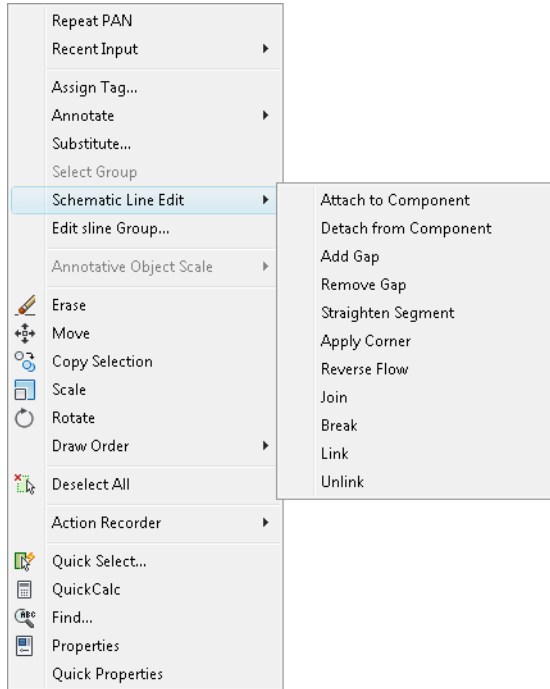 Repeat PAN
Recent Input
Assign Tag...
Annotate
Substitute...
Select Group
Schematic Line Edit
Edit sline Group...
Annotative Object Scale
Erase
Move
Copy Selection
Scale
Rotate
Draw Order
Deselect All
Action Recorder
Quick Select...
QuickCalc
ABC
Find...
Properties
Quick Properties
Attach to Component
Detach from Component
Add Gap
Remove Gap
Straighten Segment
Apply Corner
Reverse Flow
Join
Break
Link
Unlink